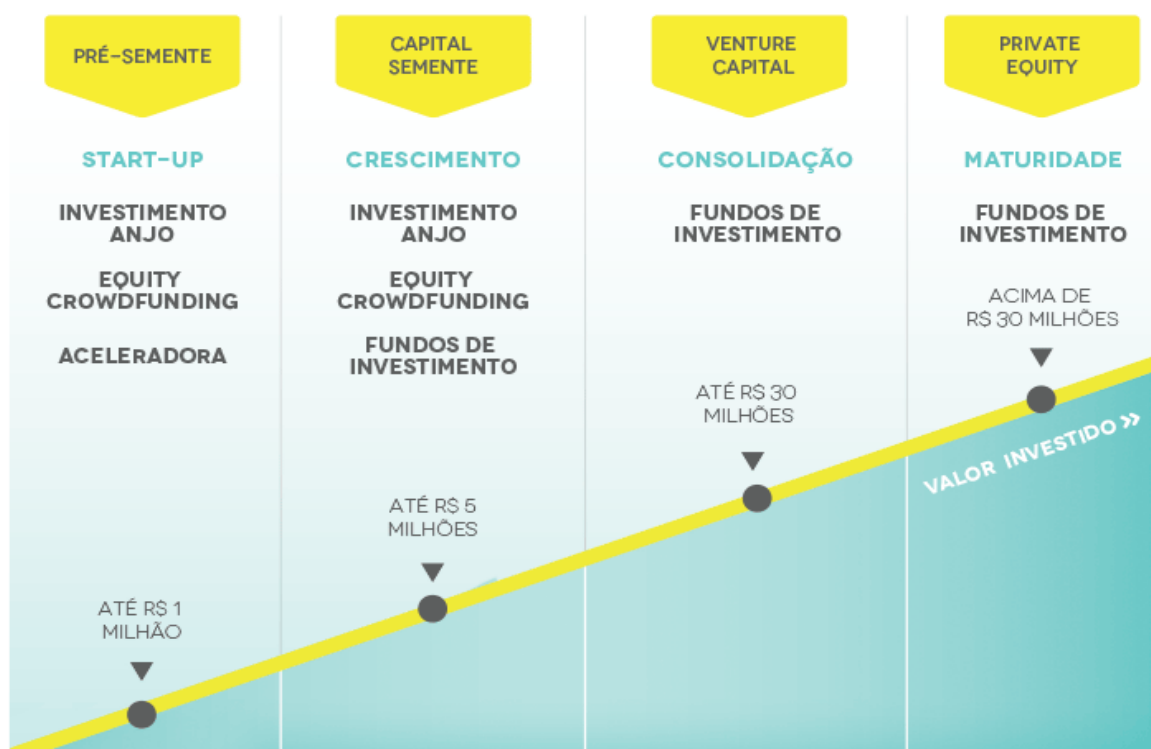 PRÉ-SEMENTE
START-UP
INVESTIMENTO
ANJO
EQUITY
CROWDFUNDING
ACELERADORA
ATÉ R$ 1
MILHÃO
CAPITAL
SEMENTE
CRESCIMENTO
INVESTIMENTO
ANJO
EQUITY
CROWDFUNDING
FUNDOS DE
INVESTIMENTO
ATÉ R$ 5
MILHÕES
VENTURE
CAPITAL
CONSOLIDAÇÃO
FUNDOS DE
INVESTIMENTO
ATÉ R$ 30
MILHÕES
PRIVATE
EQUITY
MATURIDADE
FUNDOS DE
INVESTIMENTO
ACIMA DE
R$ 30 MILHÕES
VALOR INVESTIDO »